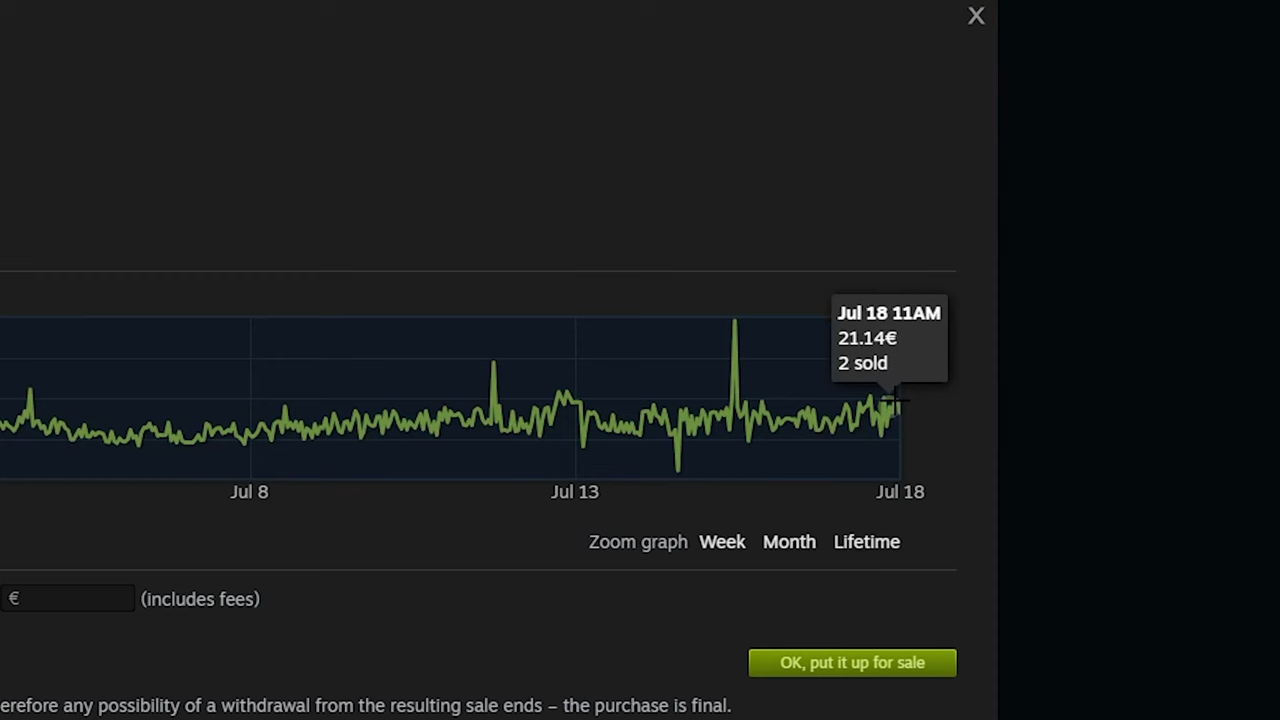 X
Jul 18 11AM
21.14€
2 sold
Jul 8
Jul 13
Jul 18
Zoom graph Week Month Lifetime
€ (includes fees)
OK, put it up for sale
erefore any possibility of a withdrawal from the resulting sale ends – the purchase is final.